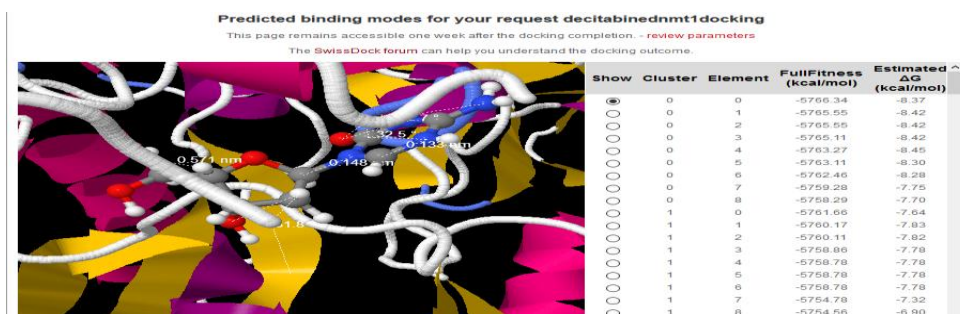 Predicted binding modes for your request decitabinednmt1docking
This page remains accessible one week after the docking completion. - review parameters
The SwissDock forum can help you understand the docking outcome.
Show Cluster Element FullFitness (kcal/mol) Estimated ΔG (kcal/mol)
0 0 -5766.34 -8.37
0 1 -5765.55 -8.42
0 2 -5765.55 -8.42
0 3 -5765.11 -8.42
0 4 -5763.27 -8.45
0 5 -5763.11 -8.30
0 6 -5762.46 -8.28
0 7 -5759.28 -7.75
0 8 -5758.29 -7.70
1 0 -5761.66 -7.64
1 1 -5760.17 -7.83
1 2 -5760.11 -7.82
1 3 -5758.86 -7.78
1 4 -5758.78 -7.78
1 5 -5758.78 -7.78
1 6 -5758.78 -7.78
1 7 -5754.78 -7.32
1 8 -5754.56 -6.90
0.133 nm
0.571 nm
0.148